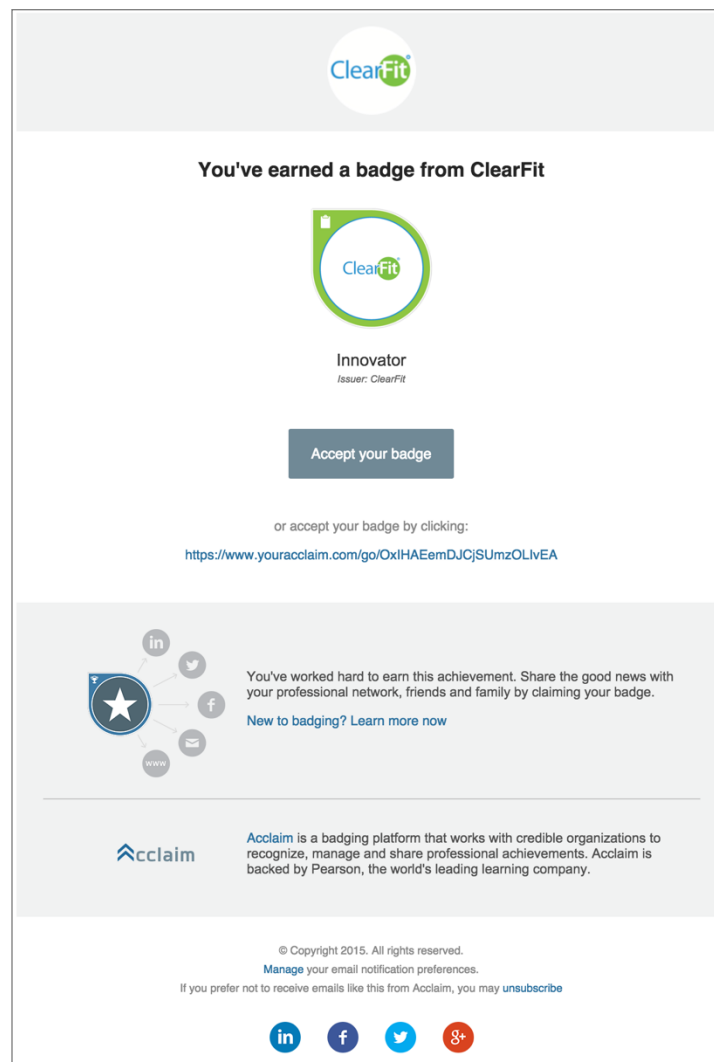 ClearFit
You've earned a badge from ClearFit
ClearFit
Innovator
Issuer: ClearFit
Accept your badge
or accept your badge by clicking:
https://www.youracclaim.com/go/OxIHAEemDJCjSUmzOLIvEA
in
f
www
You've worked hard to earn this achievement. Share the good news with
your professional network, friends and family by claiming your badge.
New to badging? Learn more now
Acclaim
Acclaim is a badging platform that works with credible organizations to
recognize, manage and share professional achievements. Acclaim is
backed by Pearson, the world's leading learning company.
© Copyright 2015. All rights reserved.
Manage your email notification preferences.
If you prefer not to receive emails like this from Acclaim, you may unsubscribe
in f g+